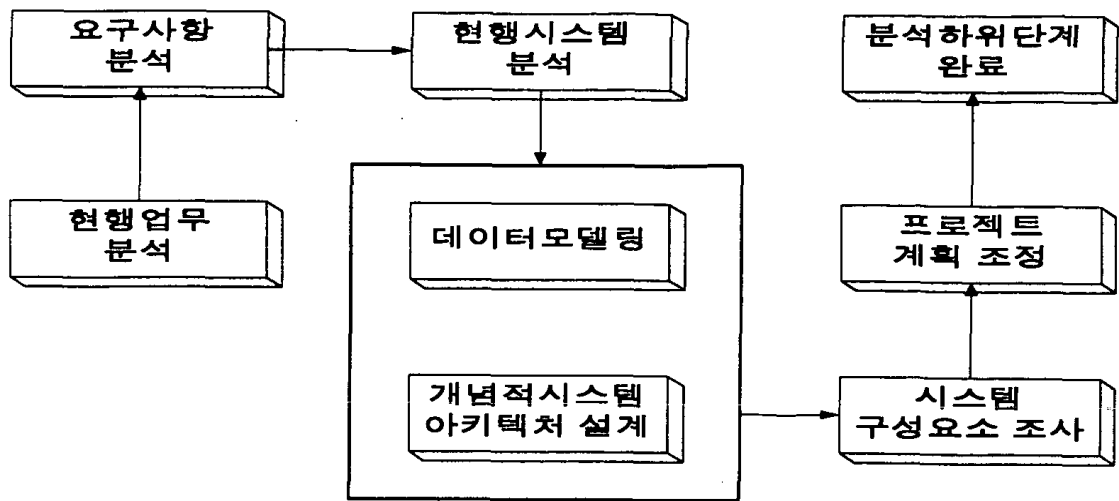 요구사항
분석
현행시스템
분석
분석하위단계
완료
현행업무
분석
데이터모델링
프로젝트
계획 조정
개념적시스템
아키텍처 설계
시스템
구성요소 조사